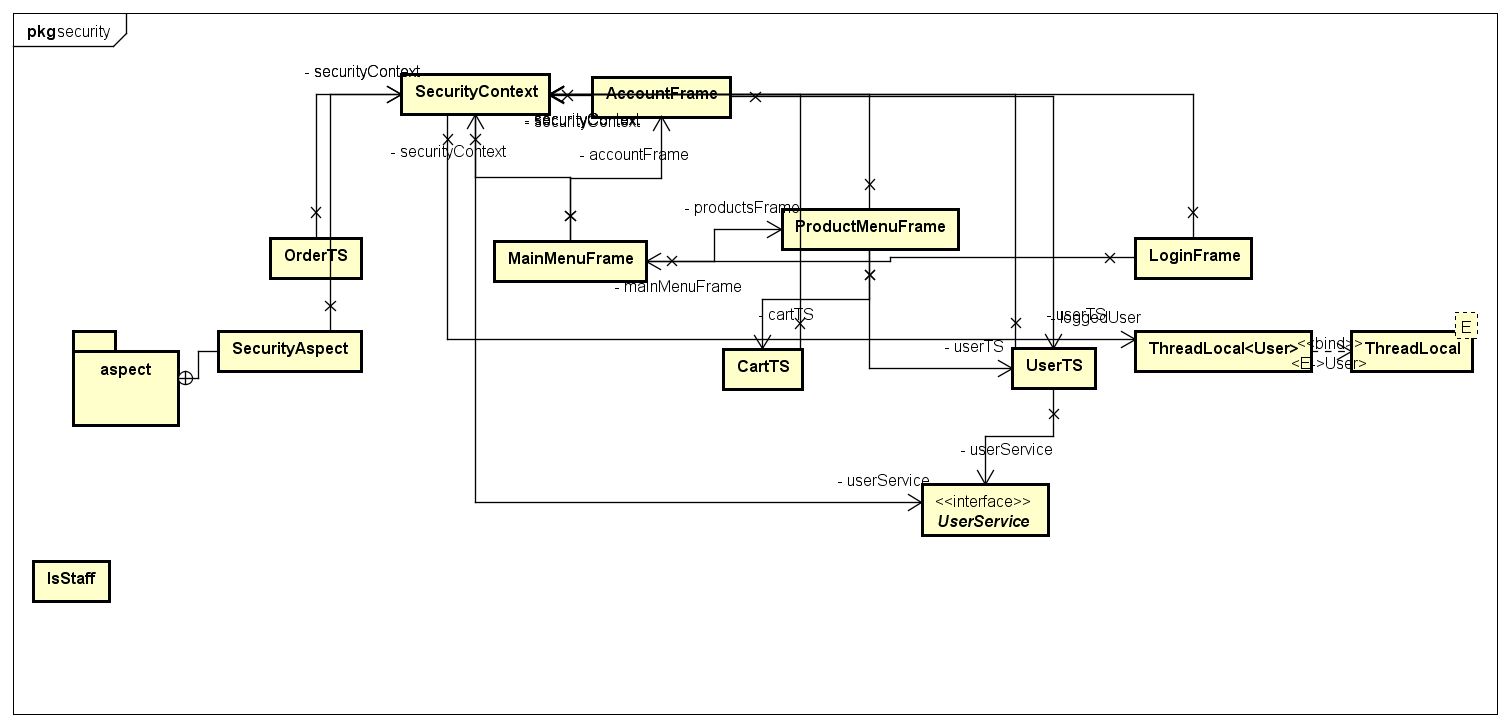 pkg security
- securityContext
SecurityContext
AccountFrame
- securityContext
- securityContext
- securityContext
- accountFrame
- productsFrame
ProductMenuFrame
OrderTS
MainMenuFrame
LoginFrame
- mainMenuFrame
- cartTS
- userTS
- loggedUser
SecurityAspect
- userTS
ThreadLocal<User>
<<bind>>
<E->User>
ThreadLocal
E
aspect
CartTS
UserTS
- userService
- userService
<<interface>>
UserService
IsStaff